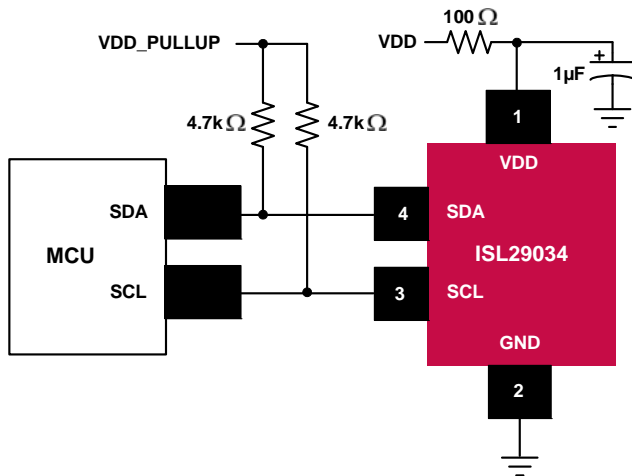 100Ω
VDD_PULLUP
VDD
+
1µF
4.7kΩ
4.7kΩ
1
VDD
SDA
4
SDA
MCU
ISL29034
SCL
3
SCL
GND
2